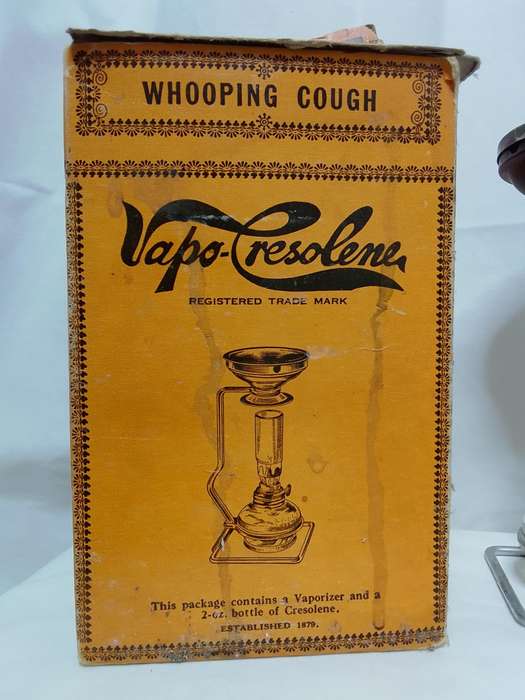 WHOOPING COUGH
Vapo-Cresolene
REGISTERED TRADE MARK
This package contains a Vaporizer and a
2-oz. bottle of Cresolene.
ESTABLISHED 1879.